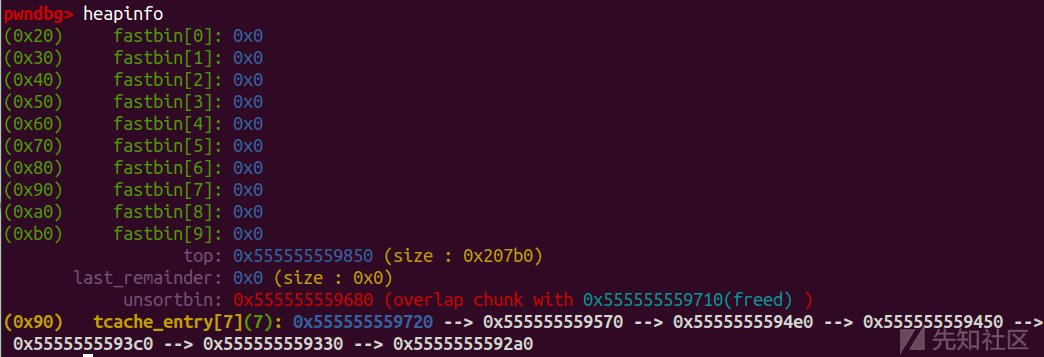 pwndbg> heapinfo
(0x20)     fastbin[0]: 0x0
(0x30)     fastbin[1]: 0x0
(0x40)     fastbin[2]: 0x0
(0x50)     fastbin[3]: 0x0
(0x60)     fastbin[4]: 0x0
(0x70)     fastbin[5]: 0x0
(0x80)     fastbin[6]: 0x0
(0x90)     fastbin[7]: 0x0
(0xa0)     fastbin[8]: 0x0
(0xb0)     fastbin[9]: 0x0
top: 0x555555559850 (size : 0x207b0)
last_remainder: 0x0 (size : 0x0)
unsortbin: 0x555555559680 (overlap chunk with 0x555555559710(freed) )
(0x90)   tcache_entry[7](7): 0x555555559720 --> 0x555555559570 --> 0x5555555594e0 --> 0x555555559450 -->
0x5555555593c0 --> 0x555555559330 --> 0x5555555592a0
先知社区